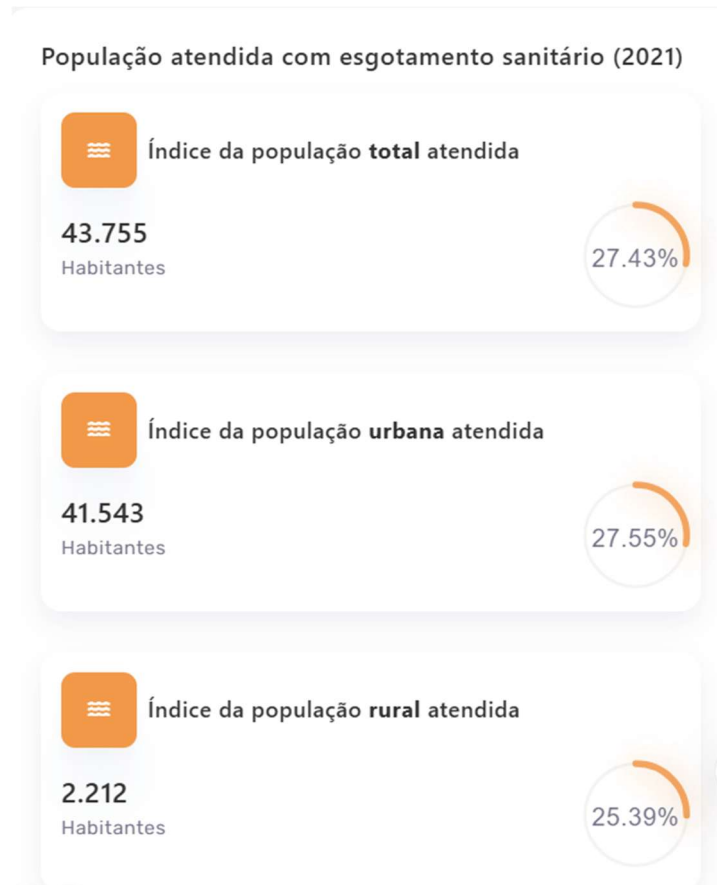 População atendida com esgotamento sanitário (2021)
Índice da população total atendida
43.755
Habitantes
27.43%
Índice da população urbana atendida
41.543
Habitantes
27.55%
Índice da população rural atendida
2.212
Habitantes
25.39%